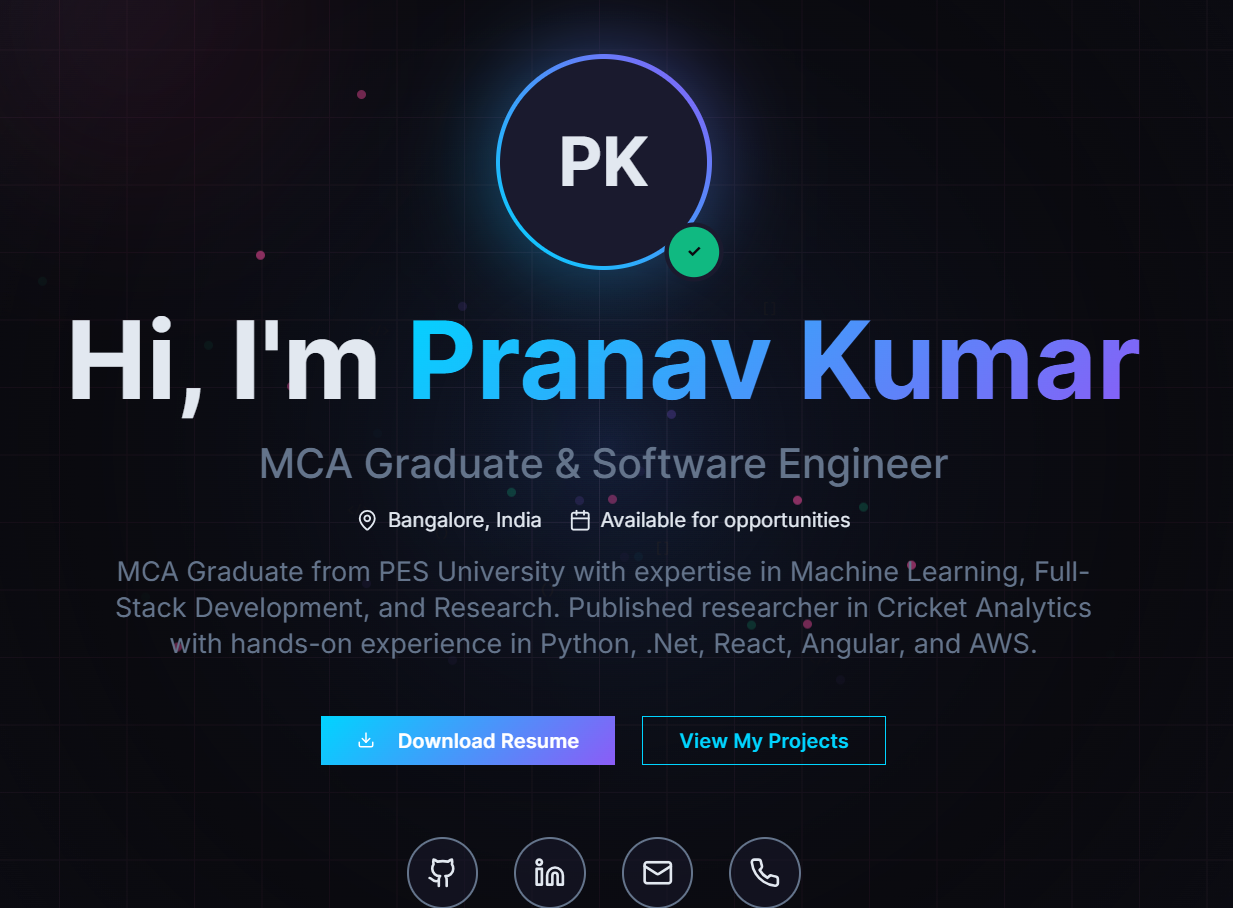 PK
Hi, I'm Pranav Kumar
MCA Graduate & Software Engineer
Bangalore, India Available for opportunities
MCA Graduate from PES University with expertise in Machine Learning, Full-
Stack Development, and Research. Published researcher in Cricket Analytics
with hands-on experience in Python, .Net, React, Angular, and AWS.
Download Resume View My Projects
in